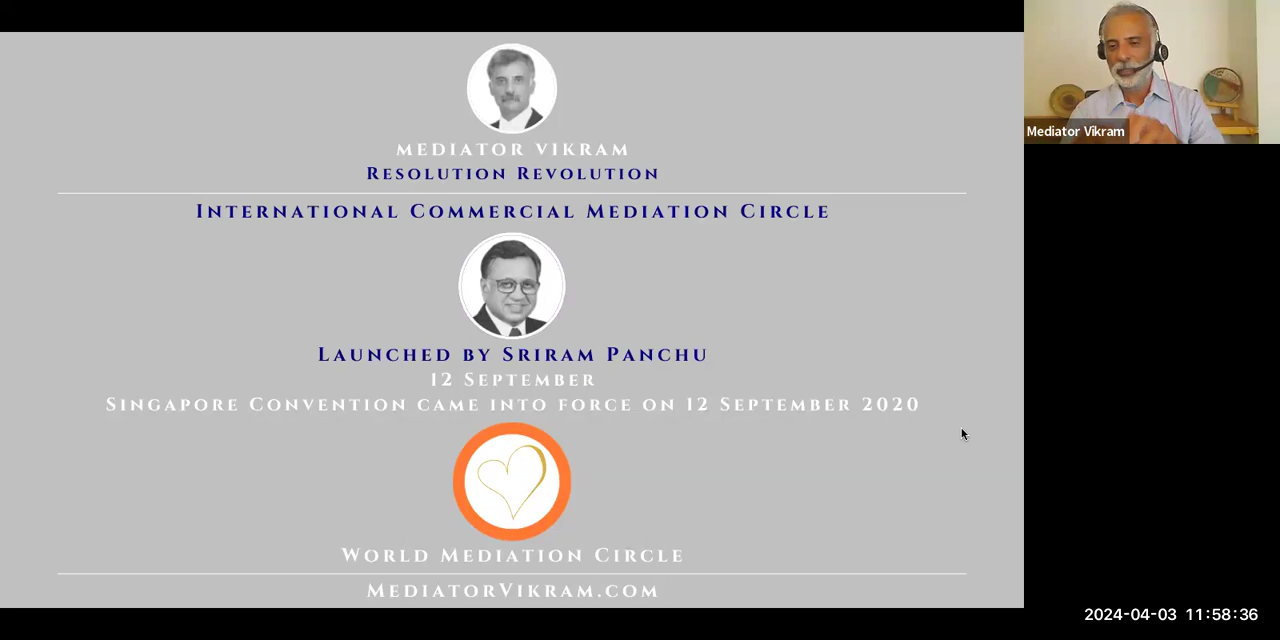 Mediator Vikram
Resolution Revolution
International Commercial Mediation Circle
Launched by Sriram Panchu
12 September
Singapore Convention came into force on 12 September 2020
World Mediation Circle
MediatorVikram.com
Mediator Vikram
2024-04-03 11:58:36